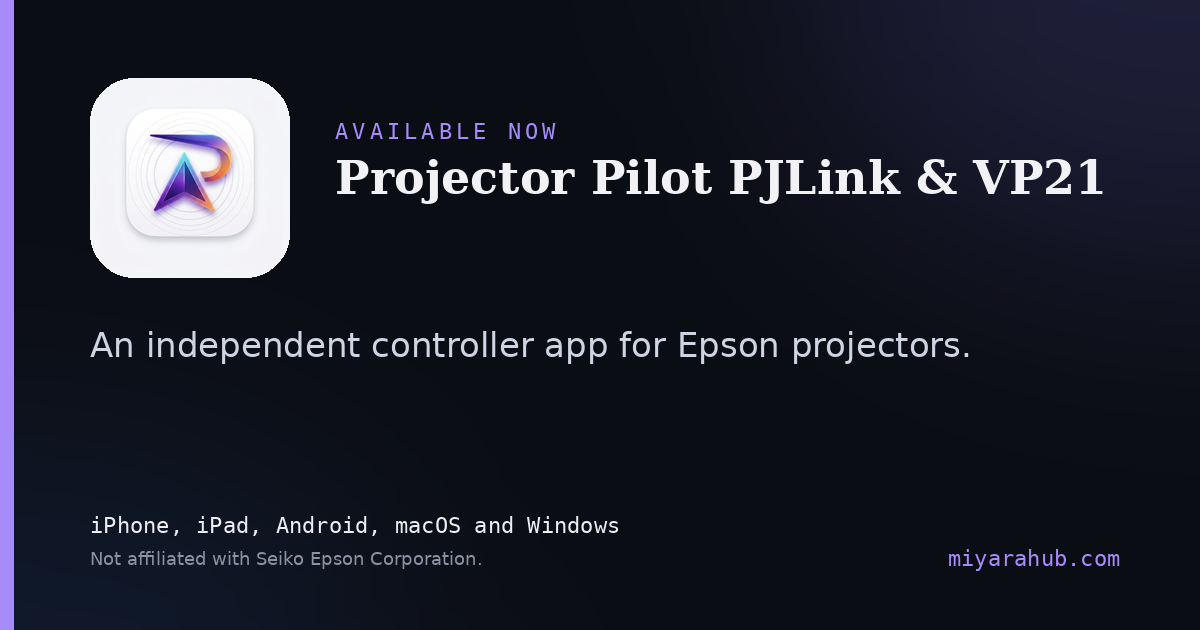 AVAILABLE NOW
Projector Pilot PJLink & VP21
An independent controller app for Epson projectors.
iPhone, iPad, Android, macOS and Windows
Not affiliated with Seiko Epson Corporation.
miyarahub.com